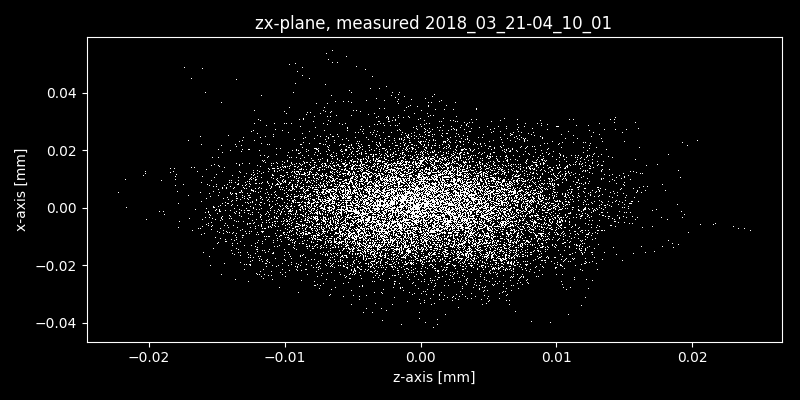 zx-plane, measured 2018_03_21-04_10_01
0.04
0.02
0.00
−0.02
−0.04
x-axis [mm]
−0.02 −0.01 0.00 0.01 0.02
z-axis [mm]